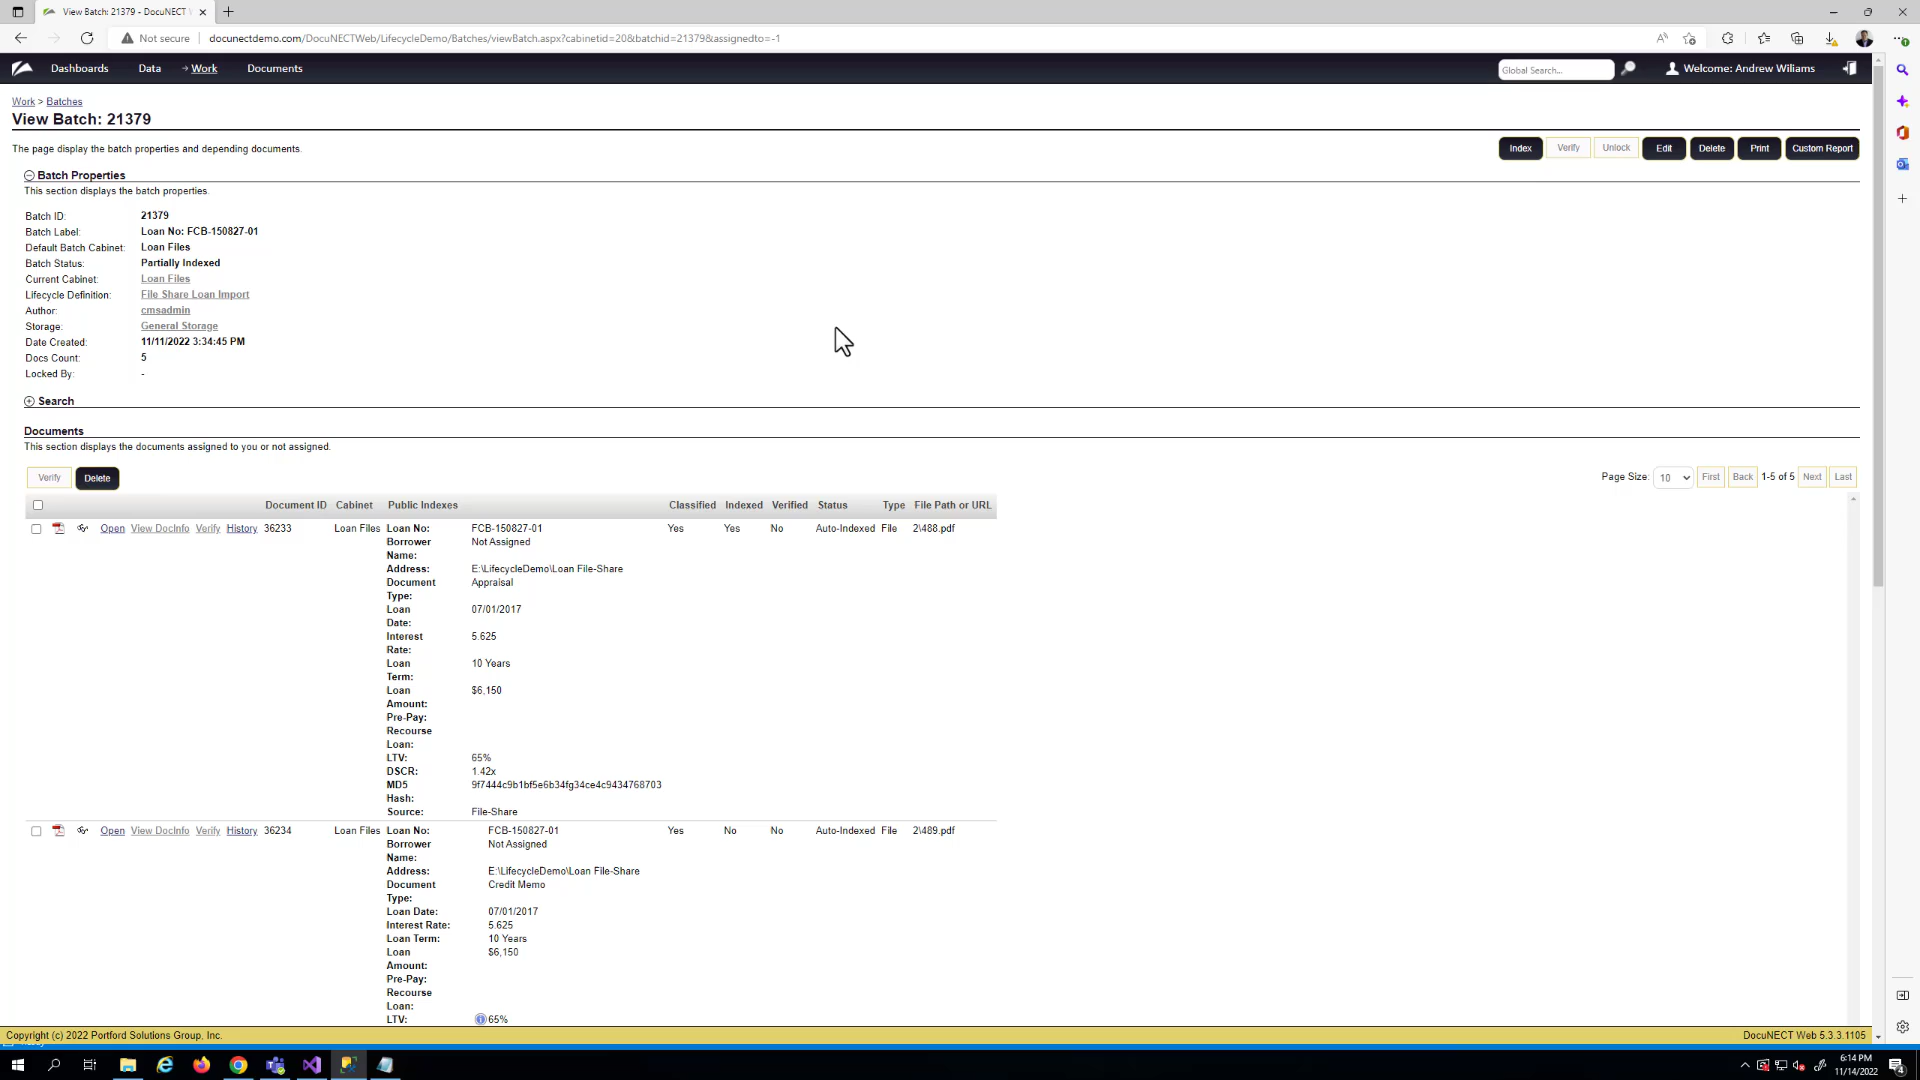 View Batch: 21379 - DocuNECT
Not secure docunectdemo.com/DocuNECTWeb/LifecycleDemo/Batches/viewBatch.aspx?cabinetid=20&batchid=21379&assignedto=-1
Dashboards Data Work Documents Global Search... Welcome: Andrew Wiliams
Work > Batches
View Batch: 21379
The page display the batch properties and depending documents.
Index Verify Unlock Edit Delete Print Custom Report
Batch Properties
This section displays the batch properties.
Batch ID: 21379
Batch Label: Loan No: FCB-150827-01
Default Batch Cabinet: Loan Files
Batch Status: Partially Indexed
Current Cabinet: Loan Files
Lifecycle Definition: File Share Loan Import
Author: cmsadmin
Storage: General Storage
Date Created: 11/11/2022 3:34:45 PM
Docs Count: 5
Locked By: -
Search
Documents
This section displays the documents assigned to you or not assigned.
Verify Delete Page Size: 10 First Back 1-5 of 5 Next Last
Document ID Cabinet Public Indexes Classified Indexed Verified Status Type File Path or URL
Open View DocInfo Verify History 36233 Loan Files Loan No: FCB-150827-01 Yes Yes No Auto-Indexed File 2\488.pdf
Borrower Not Assigned
Name:
Address: E:\LifecycleDemo\Loan File-Share
Document Appraisal
Type:
Loan 07/01/2017
Date:
Interest 5.625
Rate:
Loan 10 Years
Term:
Loan $6,150
Amount:
Pre-Pay:
Recourse
Loan:
LTV: 65%
DSCR: 1.42x
MD5 9f7444c9b1bf5e6b34fg34ce4c9434768703
Hash:
Source: File-Share
Open View DocInfo Verify History 36234 Loan Files Loan No: FCB-150827-01 Yes No No Auto-Indexed File 2\489.pdf
Borrower Not Assigned
Name:
Address: E:\LifecycleDemo\Loan File-Share
Document Credit Memo
Type:
Loan Date: 07/01/2017
Interest Rate: 5.625
Loan Term: 10 Years
Loan $6,150
Amount:
Pre-Pay:
Recourse
Loan:
LTV: 65%
Copyright (c) 2022 Portford Solutions Group, Inc. DocuNECT Web 5.3.3.1105
6:14 PM
11/14/2022